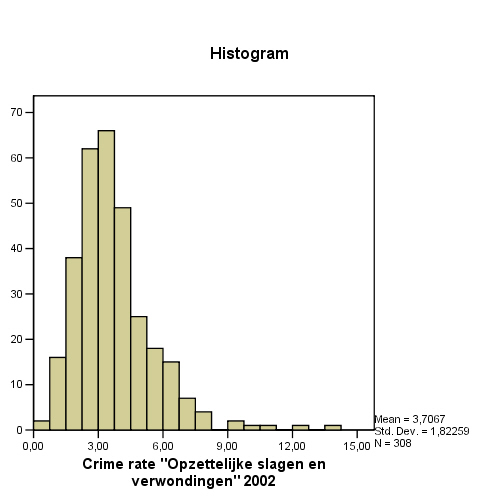 Histogram
70
60
50
40
30
20
10
0
0,00 3,00 6,00 9,00 12,00 15,00
Mean = 3,7067
Std. Dev. = 1,82259
N = 308
Crime rate "Opzettelijke slagen en
verwondingen" 2002